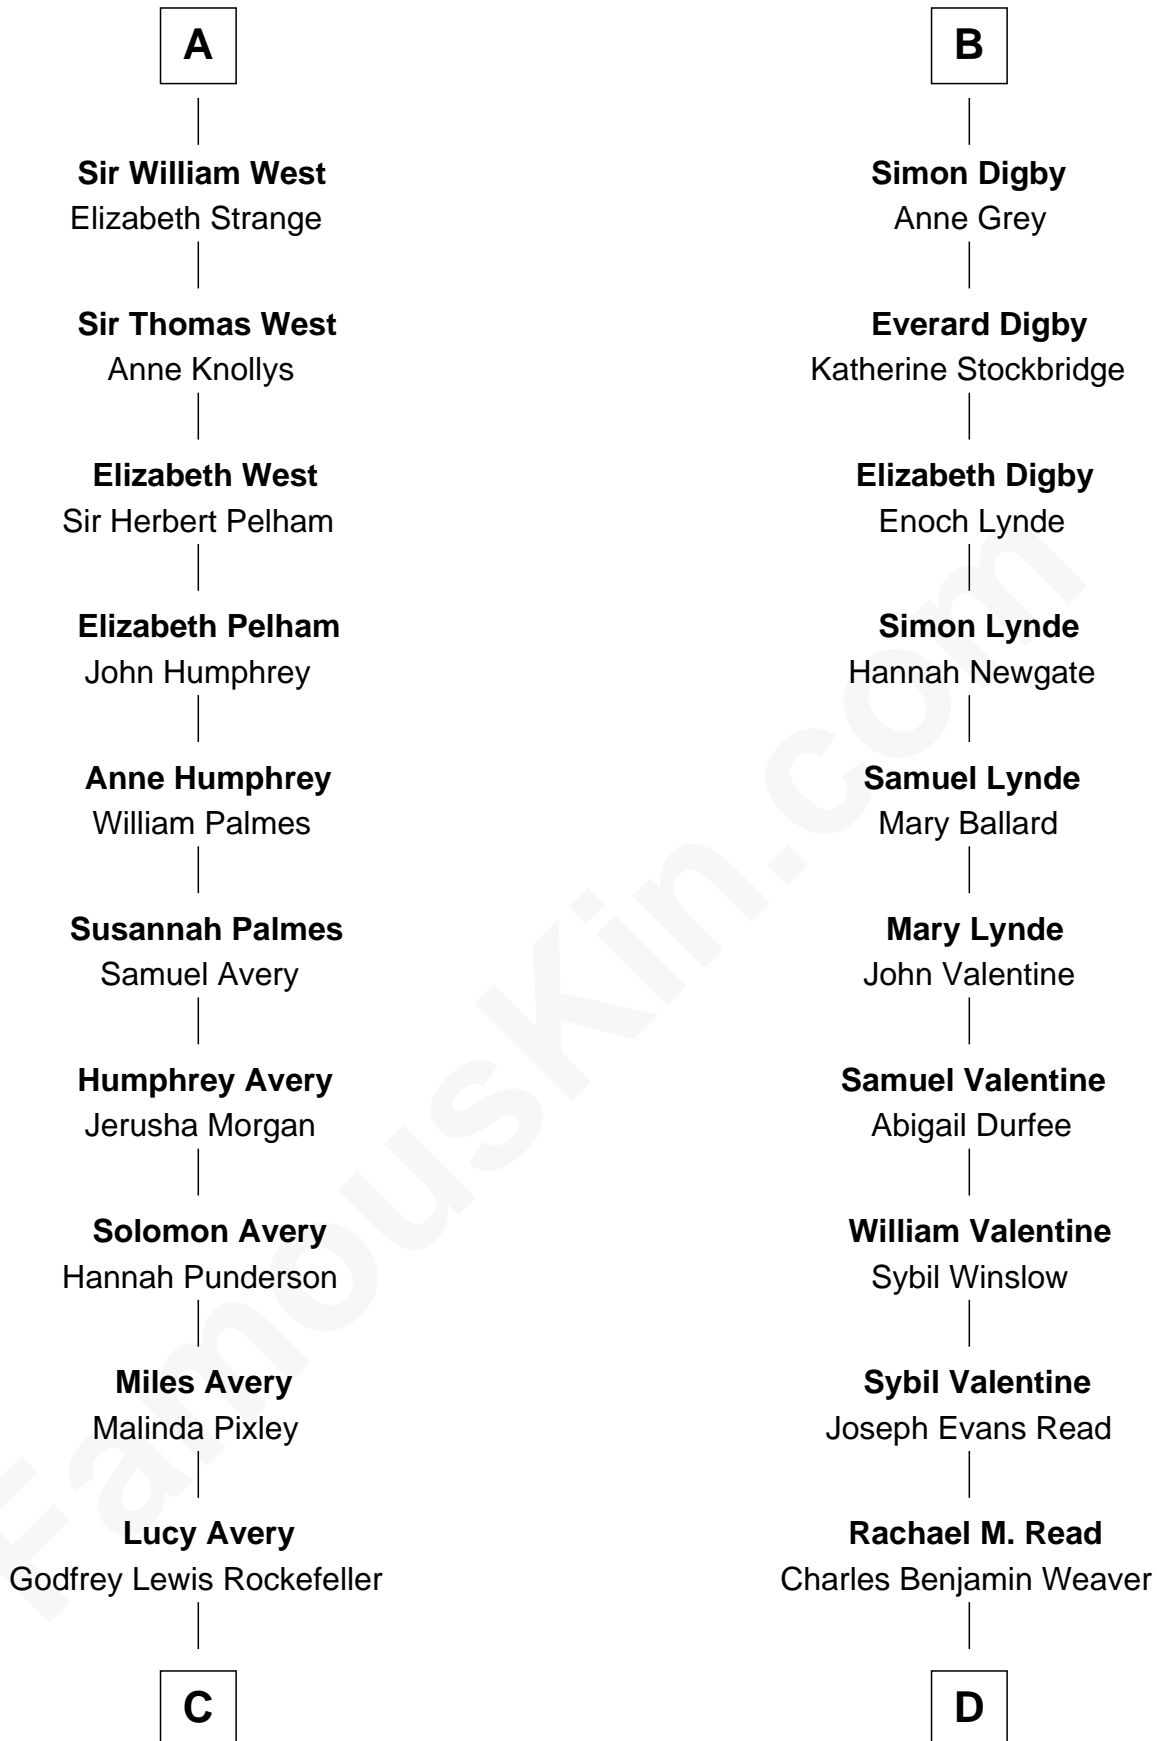 A
Sir William West
Elizabeth Strange
Sir Thomas West
Anne Knollys
Elizabeth West
Sir Herbert Pelham
Elizabeth Pelham
John Humphrey
Anne Humphrey
William Palmes
Susannah Palmes
Samuel Avery
Humphrey Avery
Jerusha Morgan
Solomon Avery
Hannah Punderson
Miles Avery
Malinda Pixley
Lucy Avery
Godfrey Lewis Rockefeller
C
B
Simon Digby
Anne Grey
Everard Digby
Katherine Stockbridge
Elizabeth Digby
Enoch Lynde
Simon Lynde
Hannah Newgate
Samuel Lynde
Mary Ballard
Mary Lynde
John Valentine
Samuel Valentine
Abigail Durfee
William Valentine
Sybil Winslow
Sybil Valentine
Joseph Evans Read
Rachael M. Read
Charles Benjamin Weaver
D
FamousKin.com